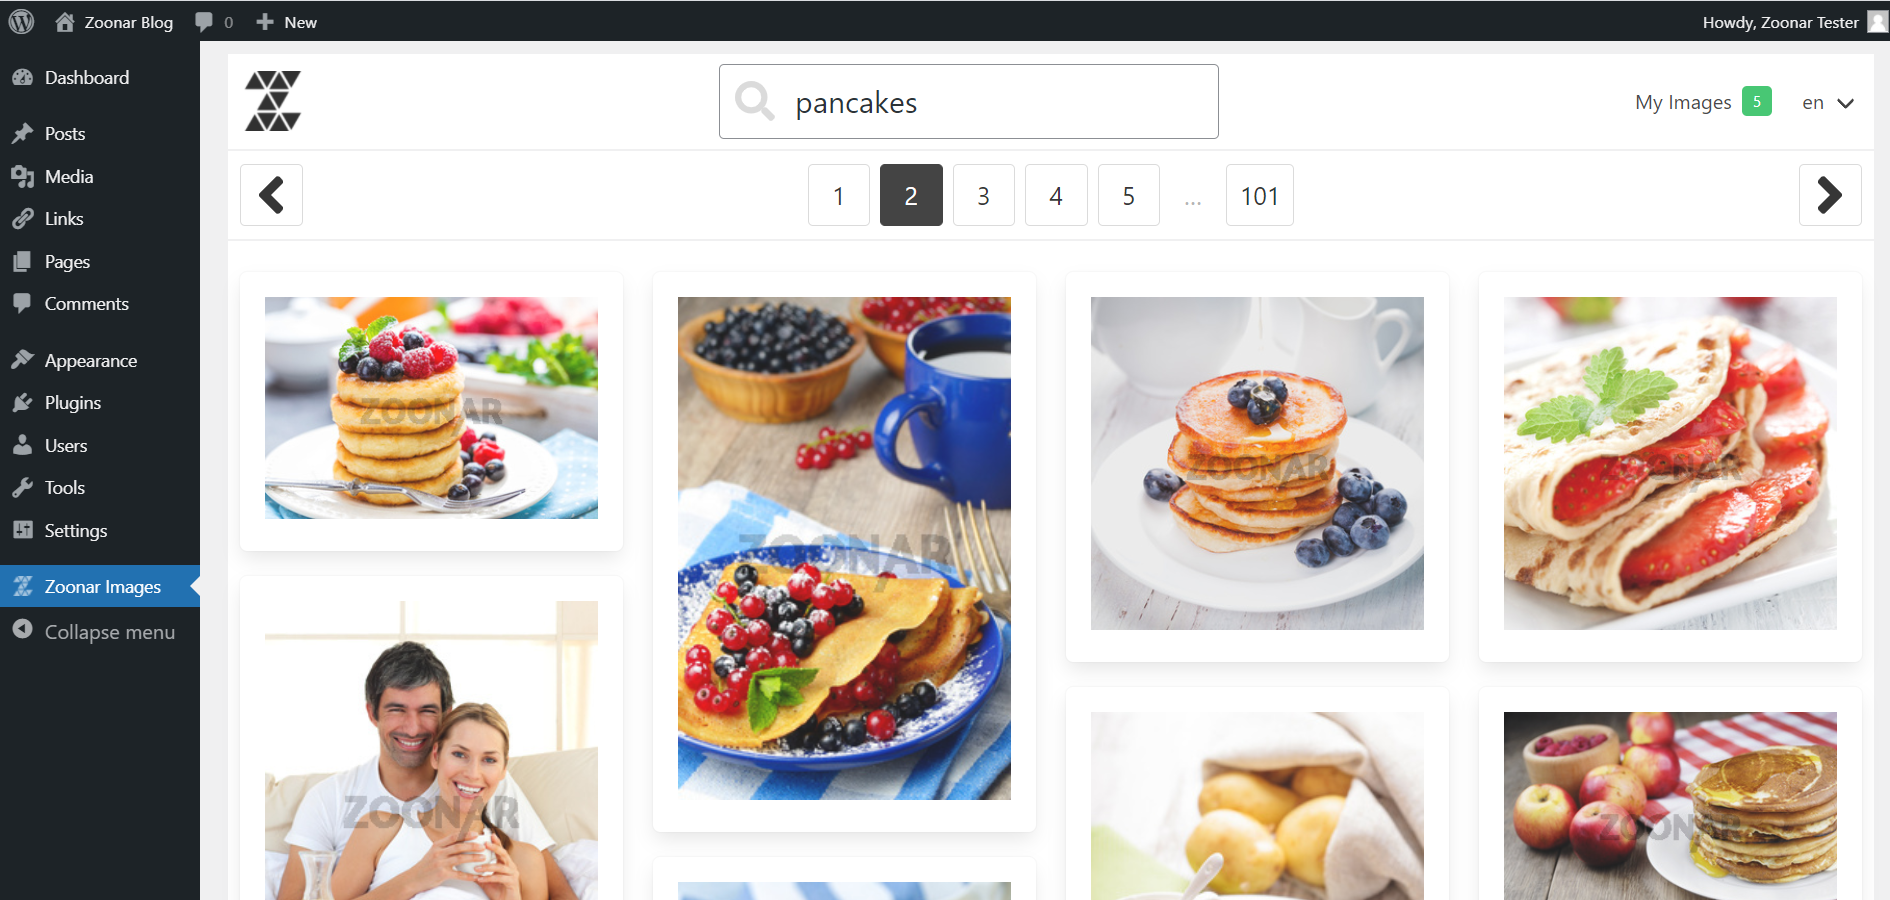 Zoonar Blog
0
New
Howdy, Zoonar Tester
Dashboard
Posts
Media
Links
Pages
Comments
Appearance
Plugins
Users
Tools
Settings
Zoonar Images
Collapse menu
pancakes
My Images 5
en
1 2 3 4 5 ... 101
ZOONAR
ZOONAR
ZOONAR
ZOONAR
ZOONAR
ZOONAR